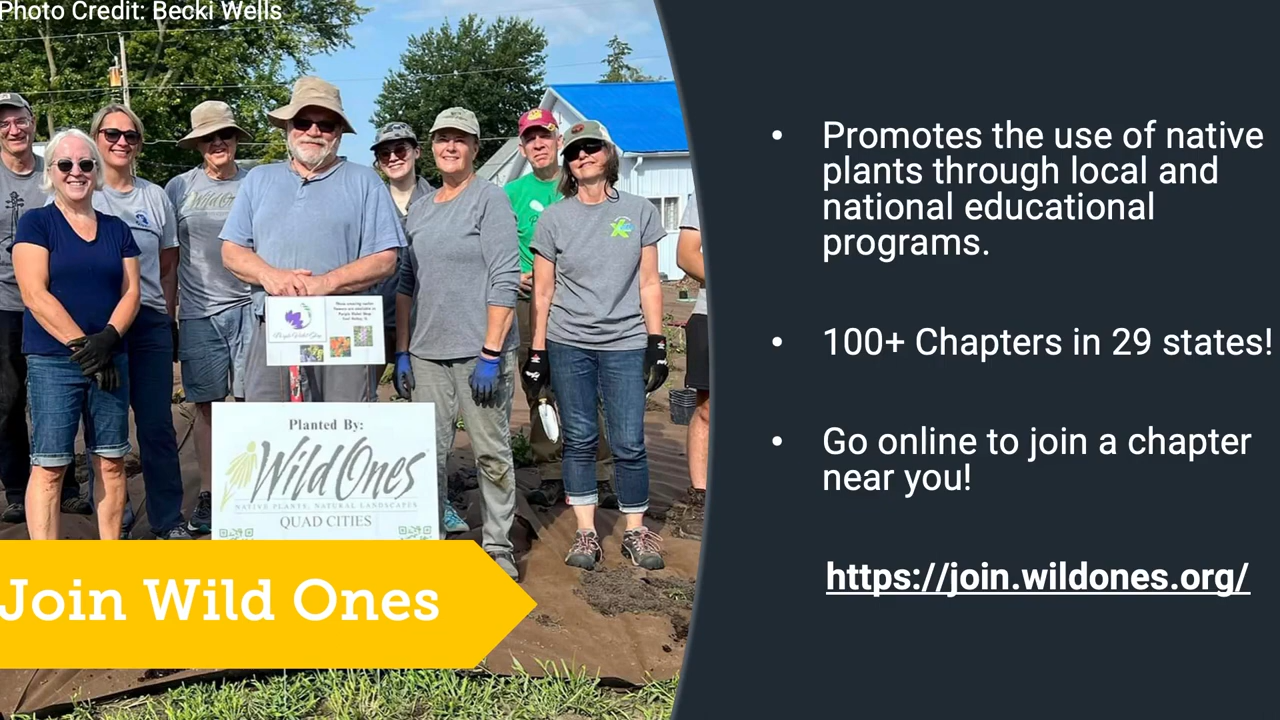 Photo Credit: Becki Wells
Planted By:
Wild Ones
NATIVE PLANTS, NATURAL LANDSCAPES
QUAD CITIES
Join Wild Ones
• Promotes the use of native
plants through local and
national educational
programs.
• 100+ Chapters in 29 states!
• Go online to join a chapter
near you!
https://join.wildones.org/